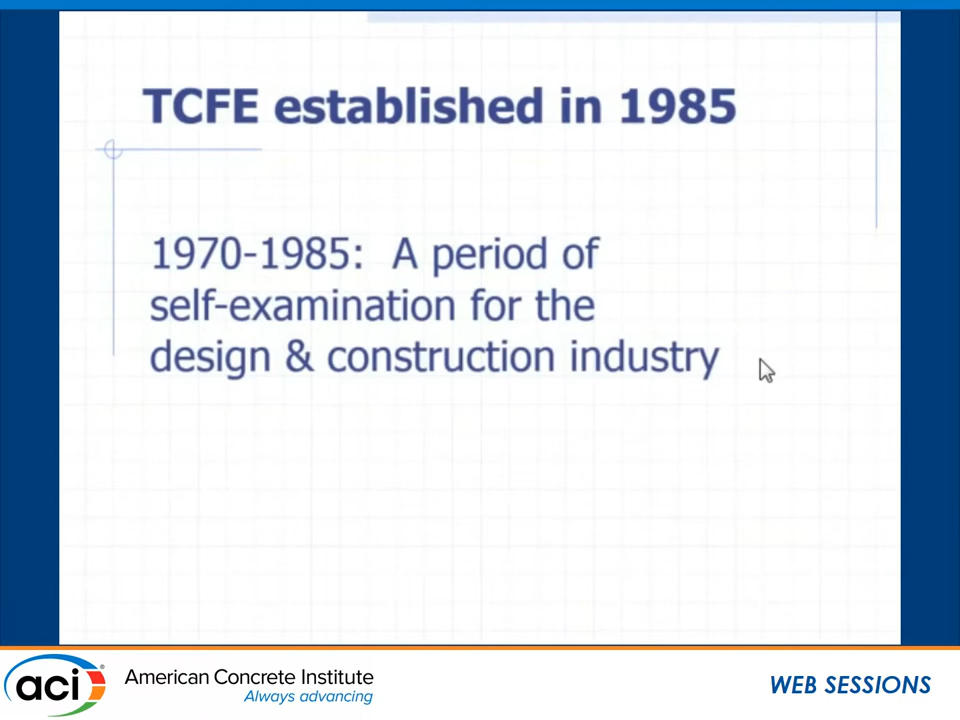 TCFE established in 1985
1970-1985: A period of
self-examination for the
design & construction industry
aci®
American Concrete Institute
Always advancing
WEB SESSIONS